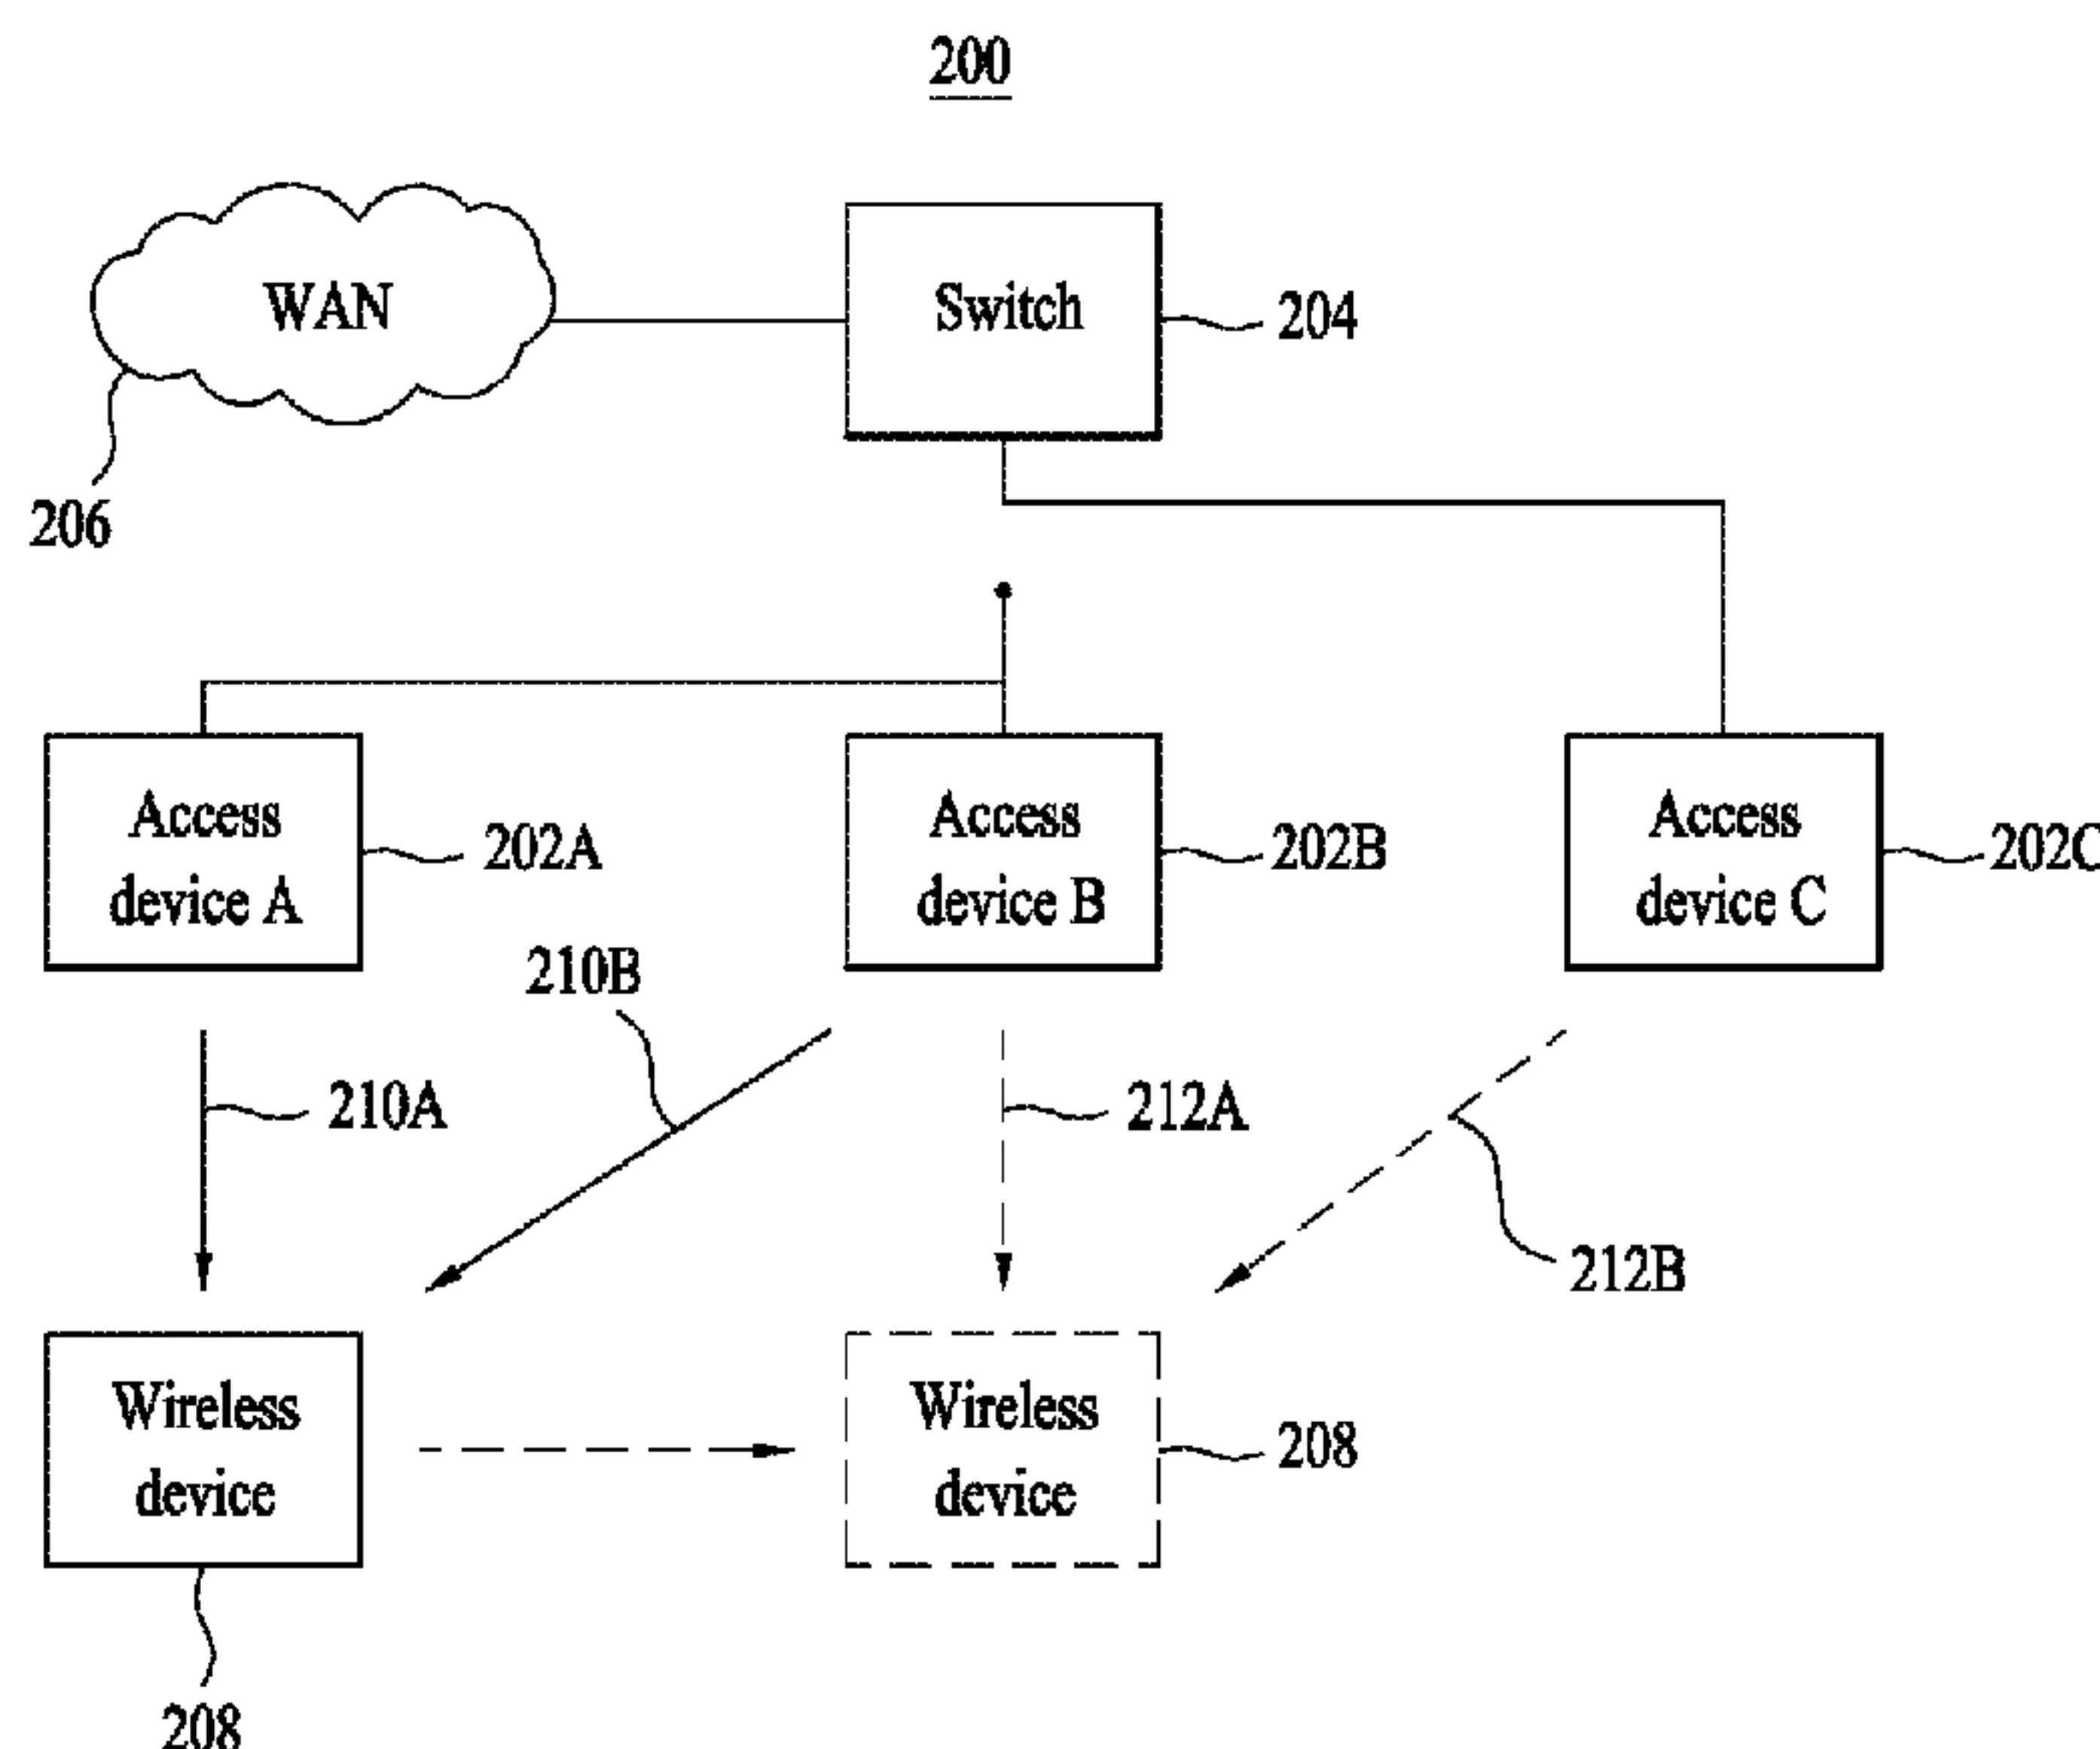 200
WAN
Switch
204
206
Access
device A
202A
Access
device B
202B
Access
device C
202C
210B
210A
212A
212B
Wireless
device
Wireless
device
208
208